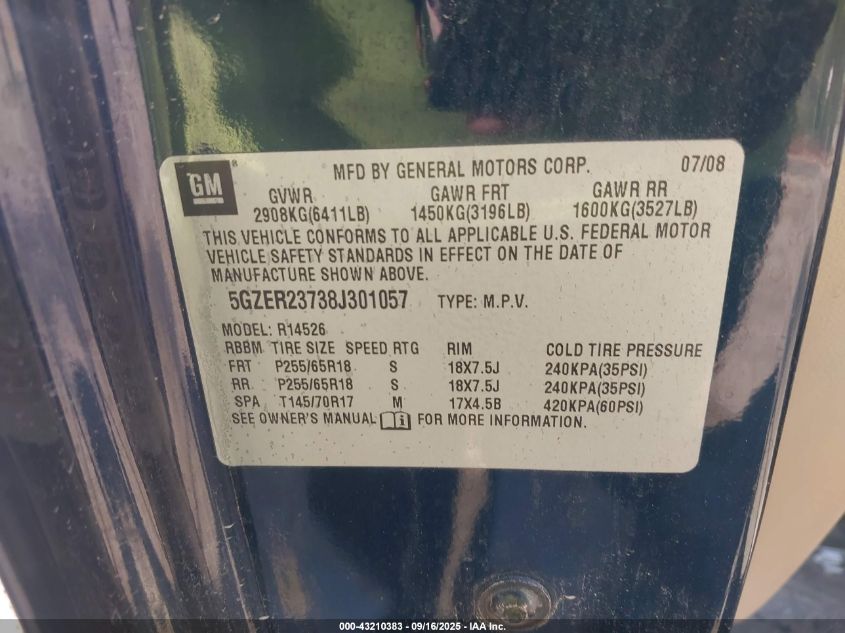 GM ® MFD BY GENERAL MOTORS CORP. 07/08
GVWR GAWR FRT GAWR RR
2908KG(6411LB) 1450KG(3196LB) 1600KG(3527LB)
THIS VEHICLE CONFORMS TO ALL APPLICABLE U.S. FEDERAL MOTOR
VEHICLE SAFETY STANDARDS IN EFFECT ON THE DATE OF
MANUFACTURE SHOWN ABOVE.
5GZER23738J301057 TYPE: M.P.V.
MODEL: R14526
RBBM TIRE SIZE SPEED RTG RIM COLD TIRE PRESSURE
FRT P255/65R18 S 18X7.5J 240KPA(35PSI)
RR P255/65R18 S 18X7.5J 240KPA(35PSI)
SPA T145/70R17 M 17X4.5B 420KPA(60PSI)
SEE OWNER'S MANUAL FOR MORE INFORMATION.
000-43210383 - 09/16/2025 - IAA Inc.